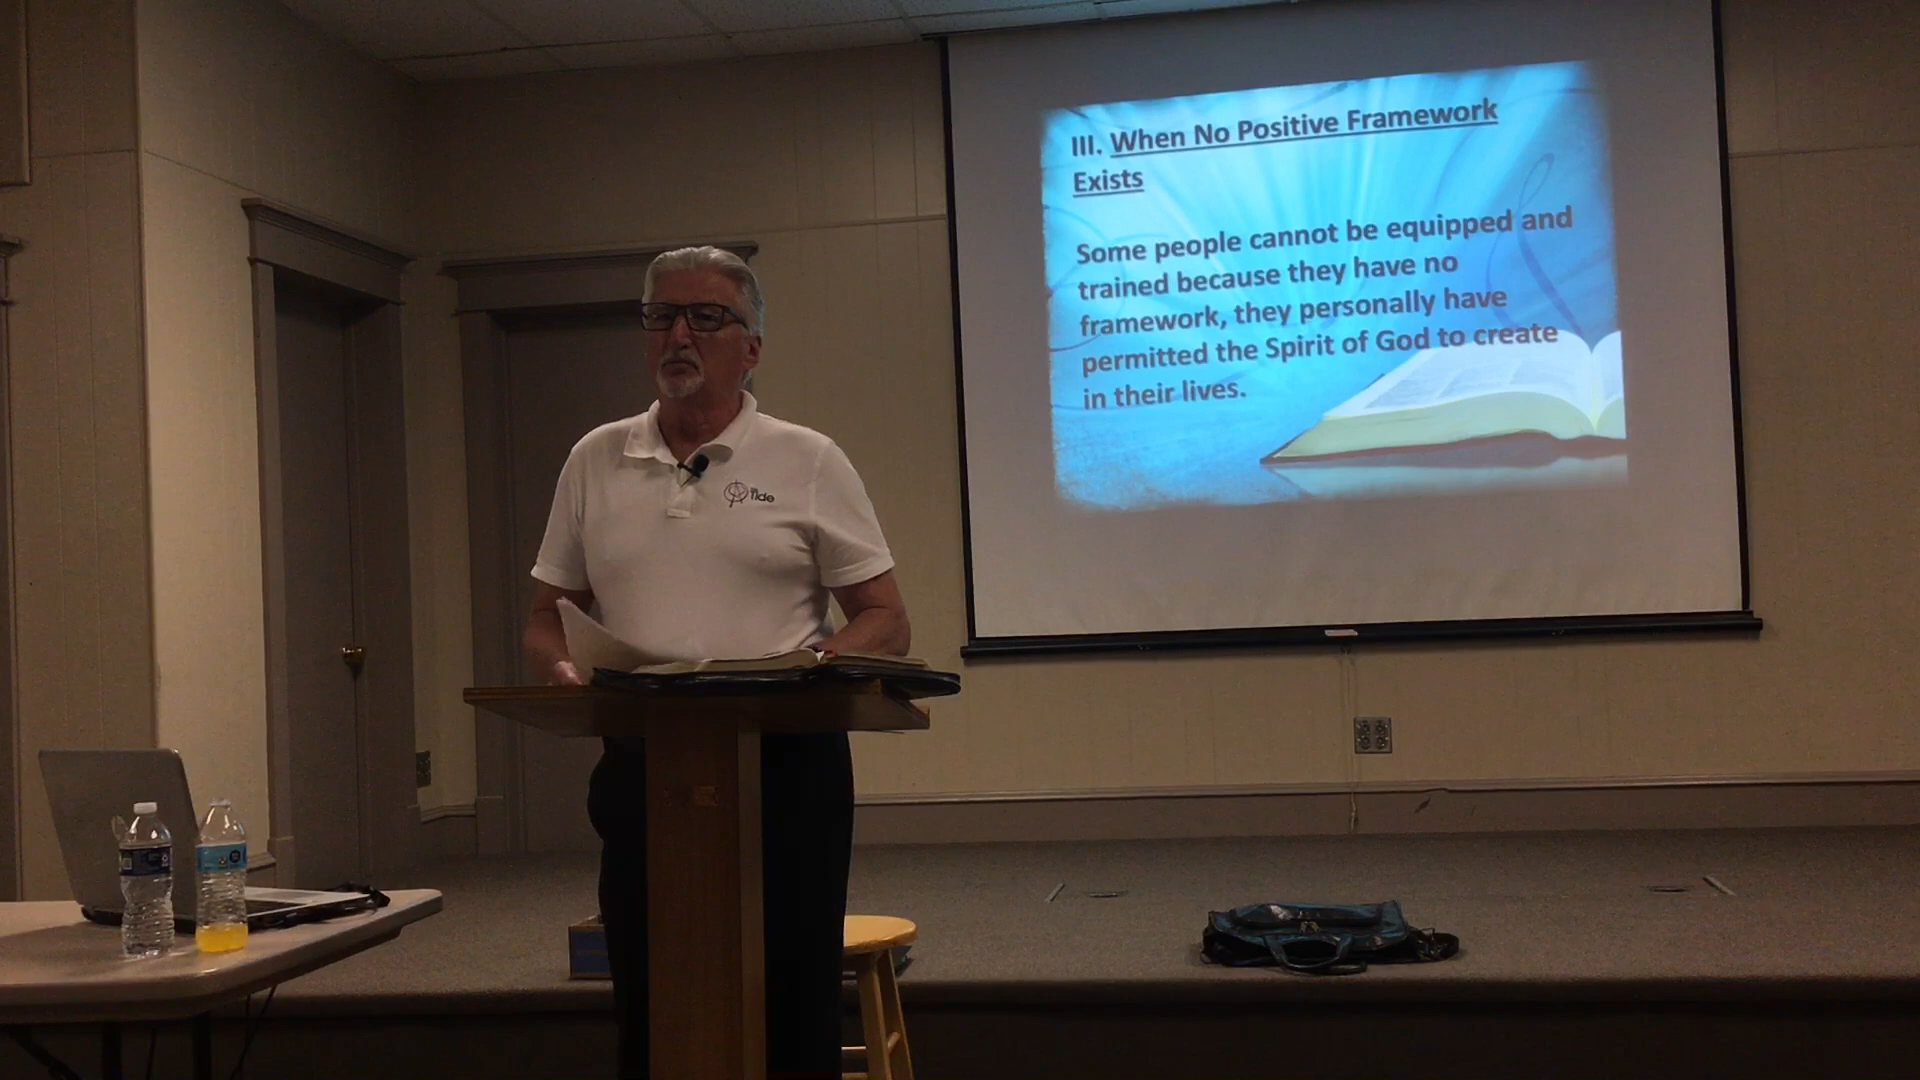 III. When No Positive Framework
Exists
Some people cannot be equipped and
trained because they have no
framework, they personally have
permitted the Spirit of God to create
in their lives.
Tide